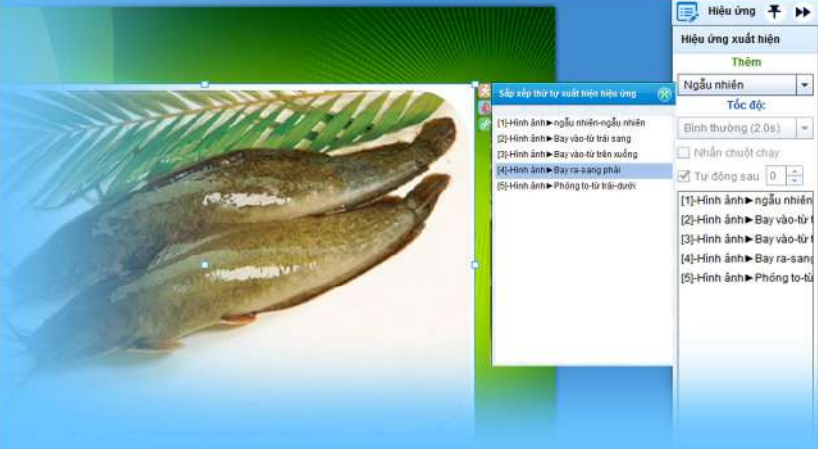 Hiệu ứng
Hiệu ứng xuất hiện
Thêm
Ngẫu nhiên
Tốc độ:
Bình thường (2.0s)
Nhấn chuột chạy
Tự động sau 0
[1]-Hình ảnh►ngẫu nhiên
[2]-Hình ảnh►Bay vào-từ t
[3]-Hình ảnh►Bay vào-từ t
[4]-Hình ảnh►Bay ra-sang
[5]-Hình ảnh►Phóng to-từ
Sắp xếp thứ tự xuất hiện hiệu ứng
[1]-Hình ảnh►ngẫu nhiên-ngẫu nhiên
[2]-Hình ảnh►Bay vào-từ trái sang
[3]-Hình ảnh►Bay vào-từ trên xuống
[4]-Hình ảnh►Bay ra-sang phải
[5]-Hình ảnh►Phóng to-từ trái-dưới